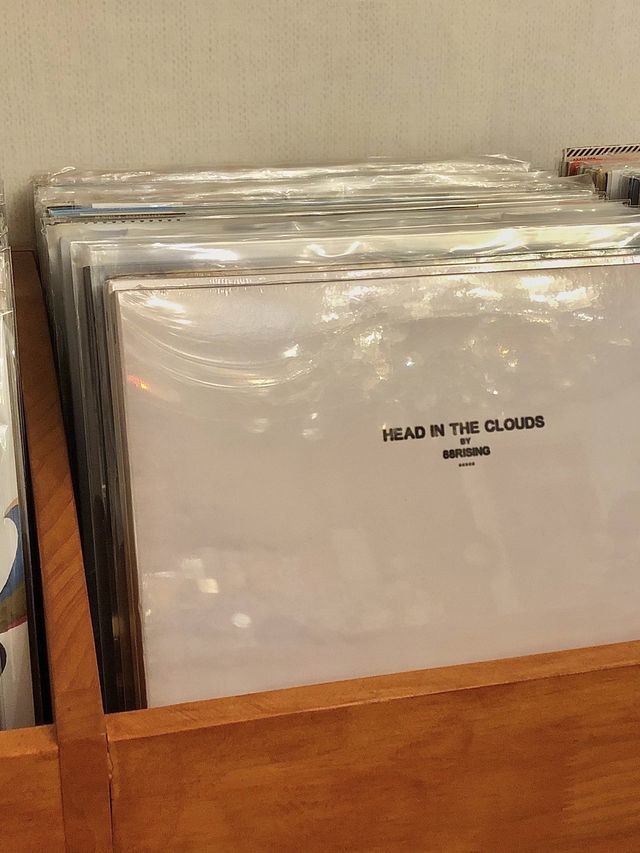 HEAD IN THE CLOUDS
BY
88RISING